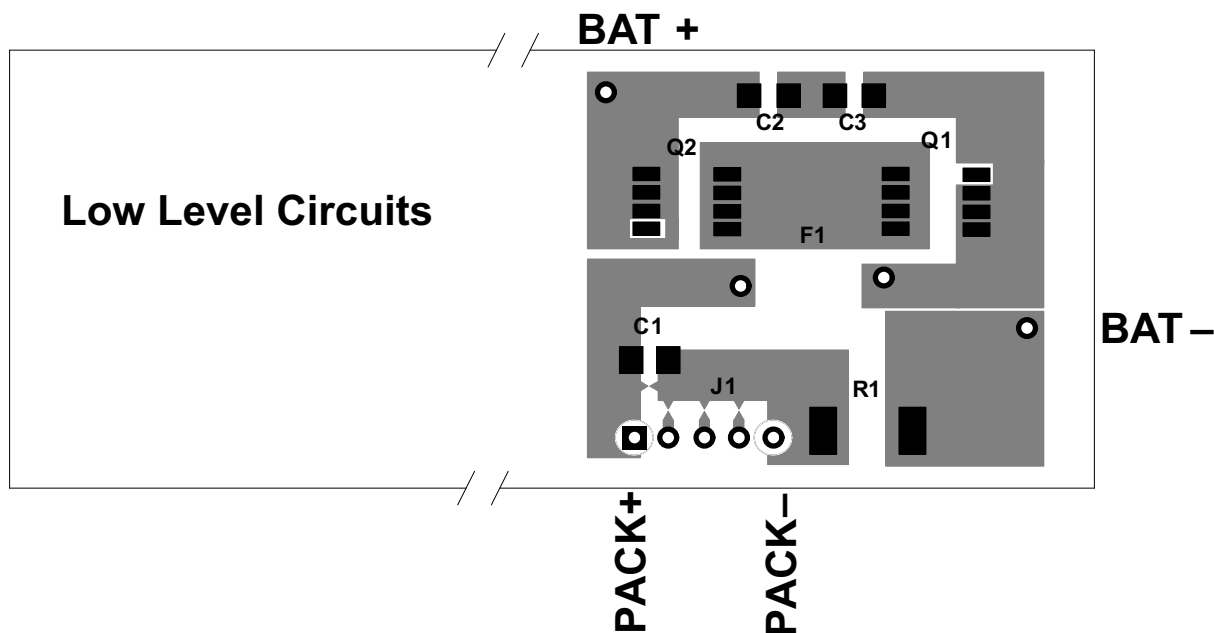 BAT +
C2
C3
Q2
Q1
Low Level Circuits
F1
C1
BAT –
J1
R1
PACK+
PACK–